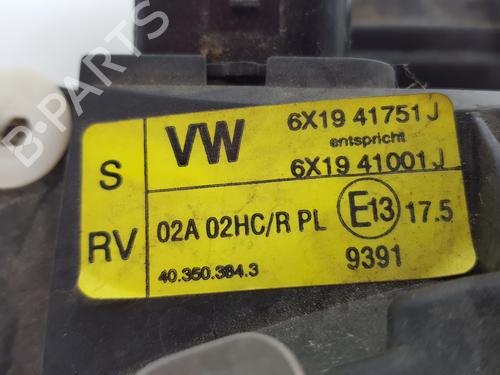 B-PARTS
VW
6X19 41751 J
entspricht
6X19 41001 J
S
RV
02A 02HC/R PL
E13
17.5
40.350.384.3
9391